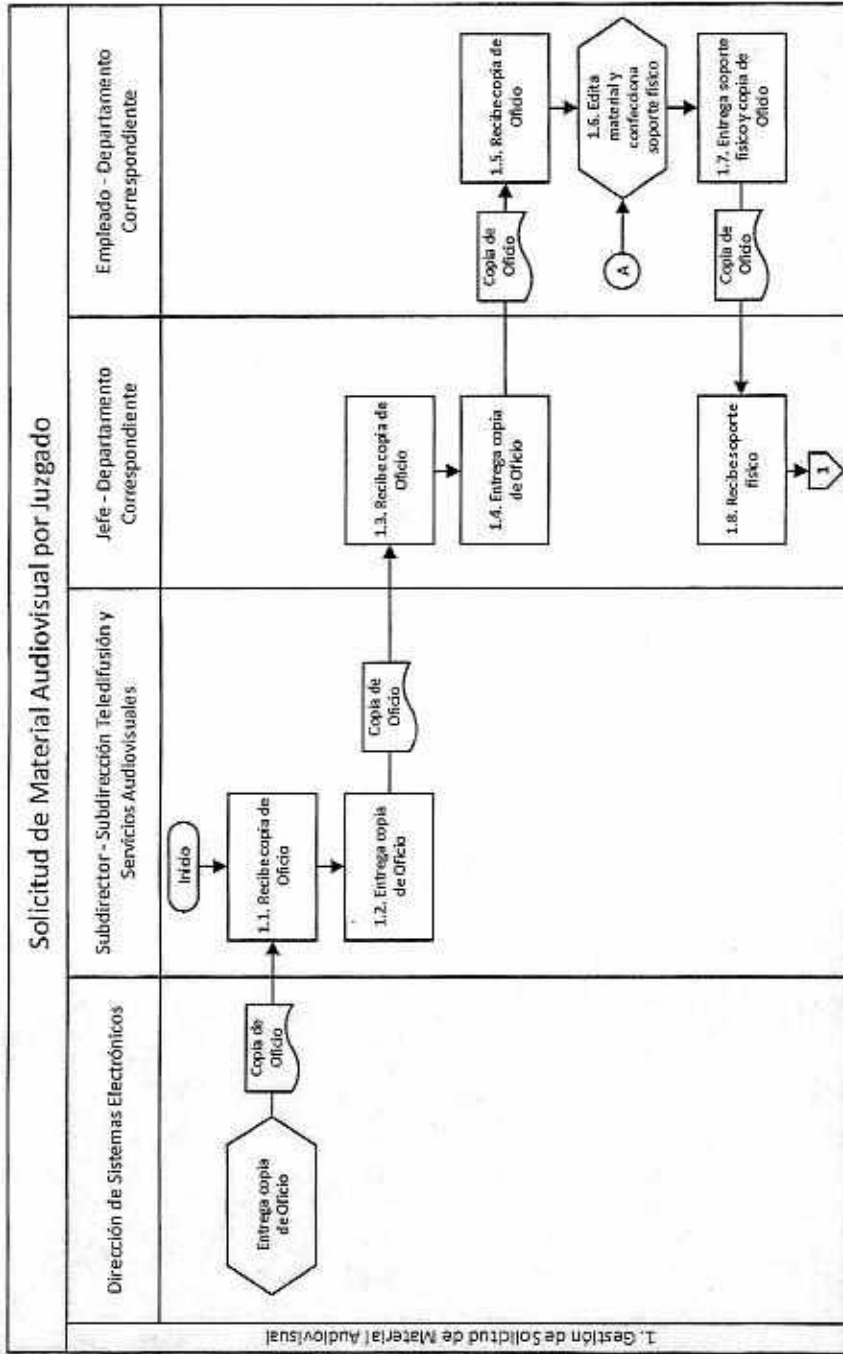 Solicitud de Material Audiovisual por Juzgado
Dirección de Sistemas Electrónicos
Subdirector - Subdirección Teledifusión y
Servicios Audiovisuales
Jefe - Departamento
Correspondiente
Empleado - Departamento
Correspondiente
1. Gestión de Solicitud de Material Audiovisual
Inicio
Entrega copia
de Oficio
Copia de
Oficio
1.1. Recibe copia de
Oficio
1.2. Entrega copia
de Oficio
Copia de
Oficio
1.3. Recibe copia de
Oficio
1.4. Entrega copia
de Oficio
Copia de
Oficio
1.5. Recibe copia de
Oficio
A
1.6. Edita
material y
confecciona
soporte físico
1.7. Entrega soporte
físico y copia de
Oficio
Copia de
Oficio
1.8. Recibe soporte
físico
1